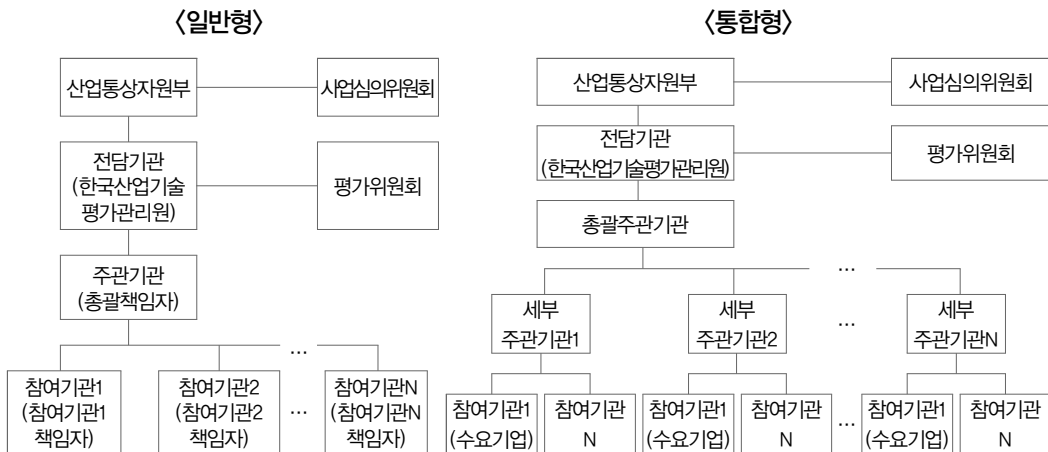 〈일반형〉
산업통상자원부
사업심의위원회
전담기관
(한국산업기술
평가관리원)
평가위원회
주관기관
(총괄책임자)
...
참여기관1
(참여기관1
책임자)
참여기관2
(참여기관2
책임자)
...
참여기관N
(참여기관N
책임자)
〈통합형〉
산업통상자원부
사업심의위원회
전담기관
(한국산업기술평가관리원)
평가위원회
총괄주관기관
...
세부
주관기관1
세부
주관기관2
...
세부
주관기관N
참여기관1
(수요기업)
참여기관
N
참여기관1
(수요기업)
참여기관
N
...
참여기관1
(수요기업)
참여기관
N